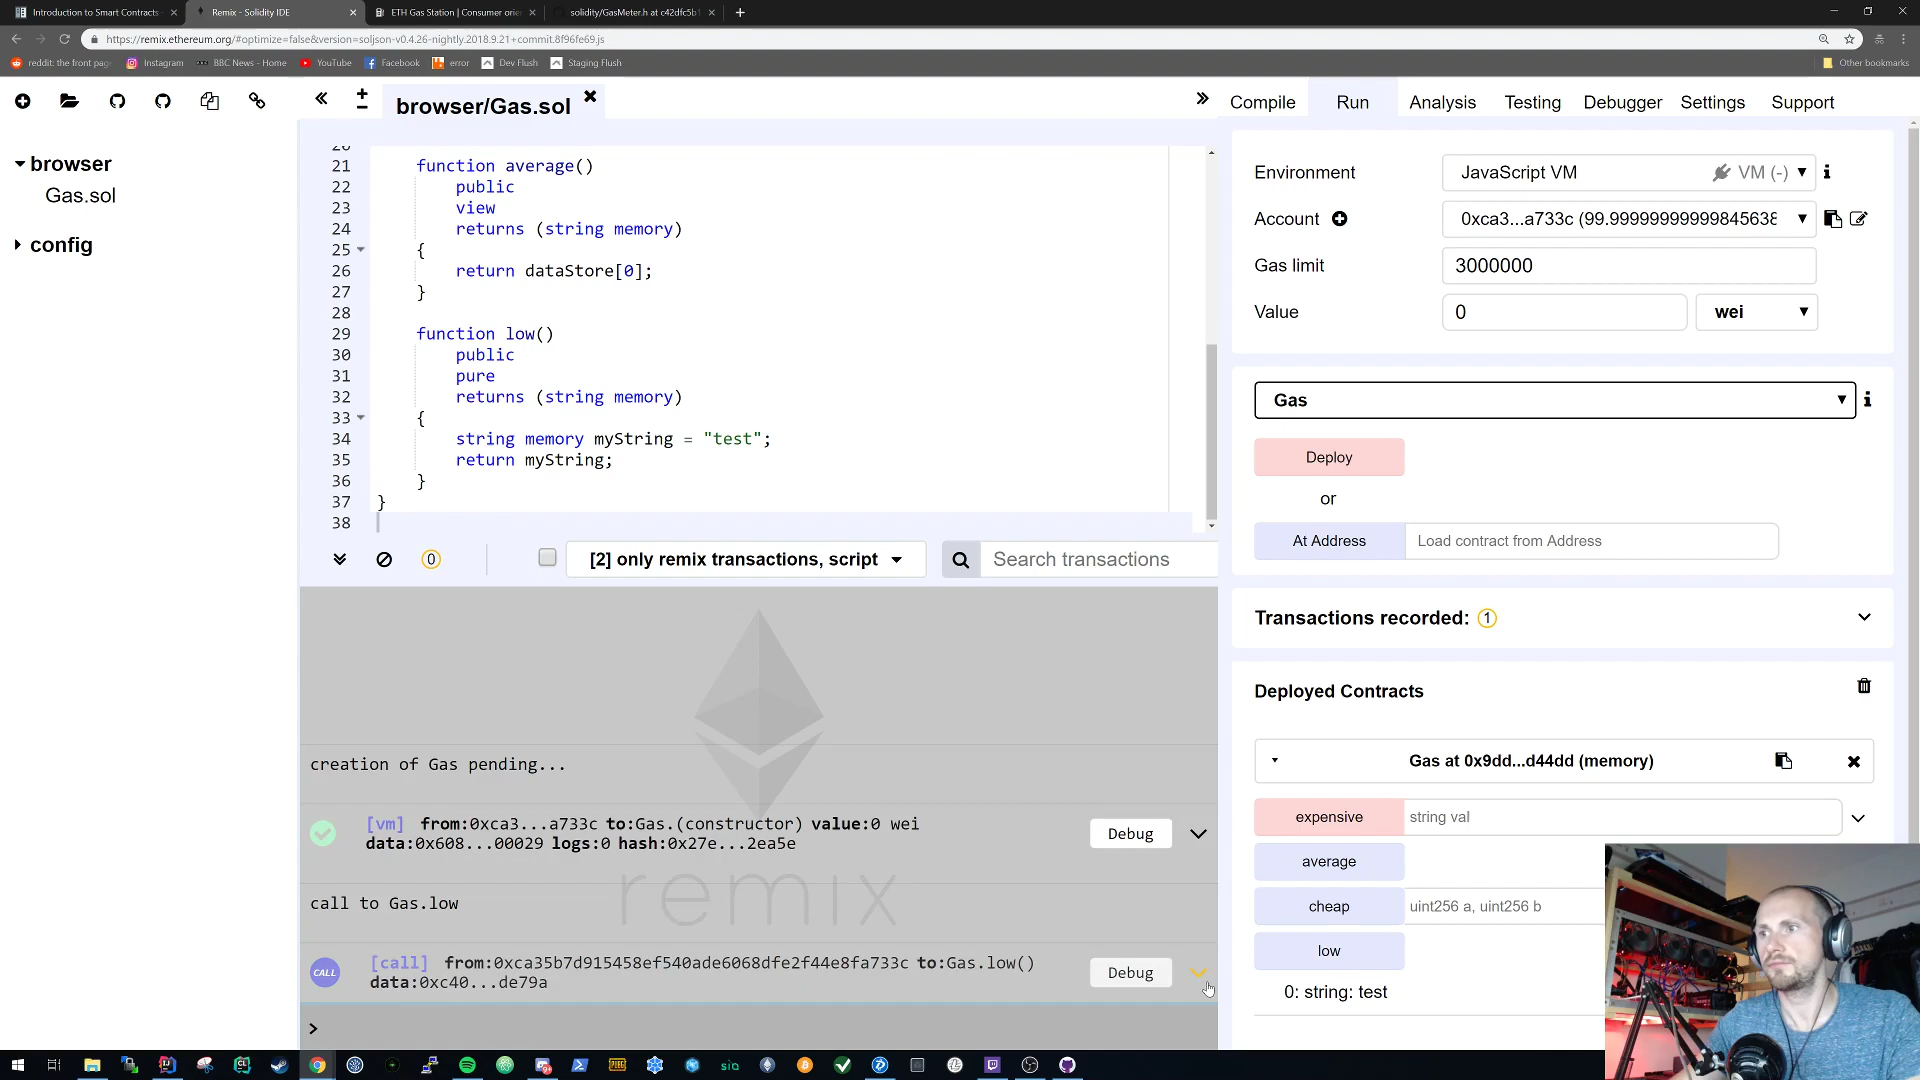 Introduction to Smart Contracts
Remix - Solidity IDE
ETH Gas Station | Consumer orie
solidity/GasMeter.h at c42dfc5b1
https://remix.ethereum.org/#optimize=false&version=soljson-v0.4.26-nightly.2018.9.21+commit.8f96fe69.js
reddit: the front pag
Instagram
BBC News - Home
YouTube
Facebook
error
Dev Flush
Staging Flush
Other bookmarks
browser
Gas.sol
config
browser/Gas.sol
20
21 function average()
22 public
23 view
24 returns (string memory)
25 {
26 return dataStore[0];
27 }
28
29 function low()
30 public
31 pure
32 returns (string memory)
33 {
34 string memory myString = "test";
35 return myString;
36 }
37 }
38
0
[2] only remix transactions, script
Search transactions
creation of Gas pending...
[vm] from:0xca3...a733c to:Gas.(constructor) value:0 wei
data:0x608...00029 logs:0 hash:0x27e...2ea5e
Debug
remix
call to Gas.low
CALL
[call] from:0xca35b7d915458ef540ade6068dfe2f44e8fa733c to:Gas.low()
data:0xc40...de79a
Debug
>
Compile
Run
Analysis
Testing
Debugger
Settings
Support
Environment
JavaScript VM
VM (-)
Account
0xca3...a733c (99.99999999999984563
Gas limit
3000000
Value
0
wei
Gas
Deploy
or
At Address
Load contract from Address
Transactions recorded: 1
Deployed Contracts
Gas at 0x9dd...d44dd (memory)
expensive
string val
average
cheap
uint256 a, uint256 b
low
0: string: test
sia